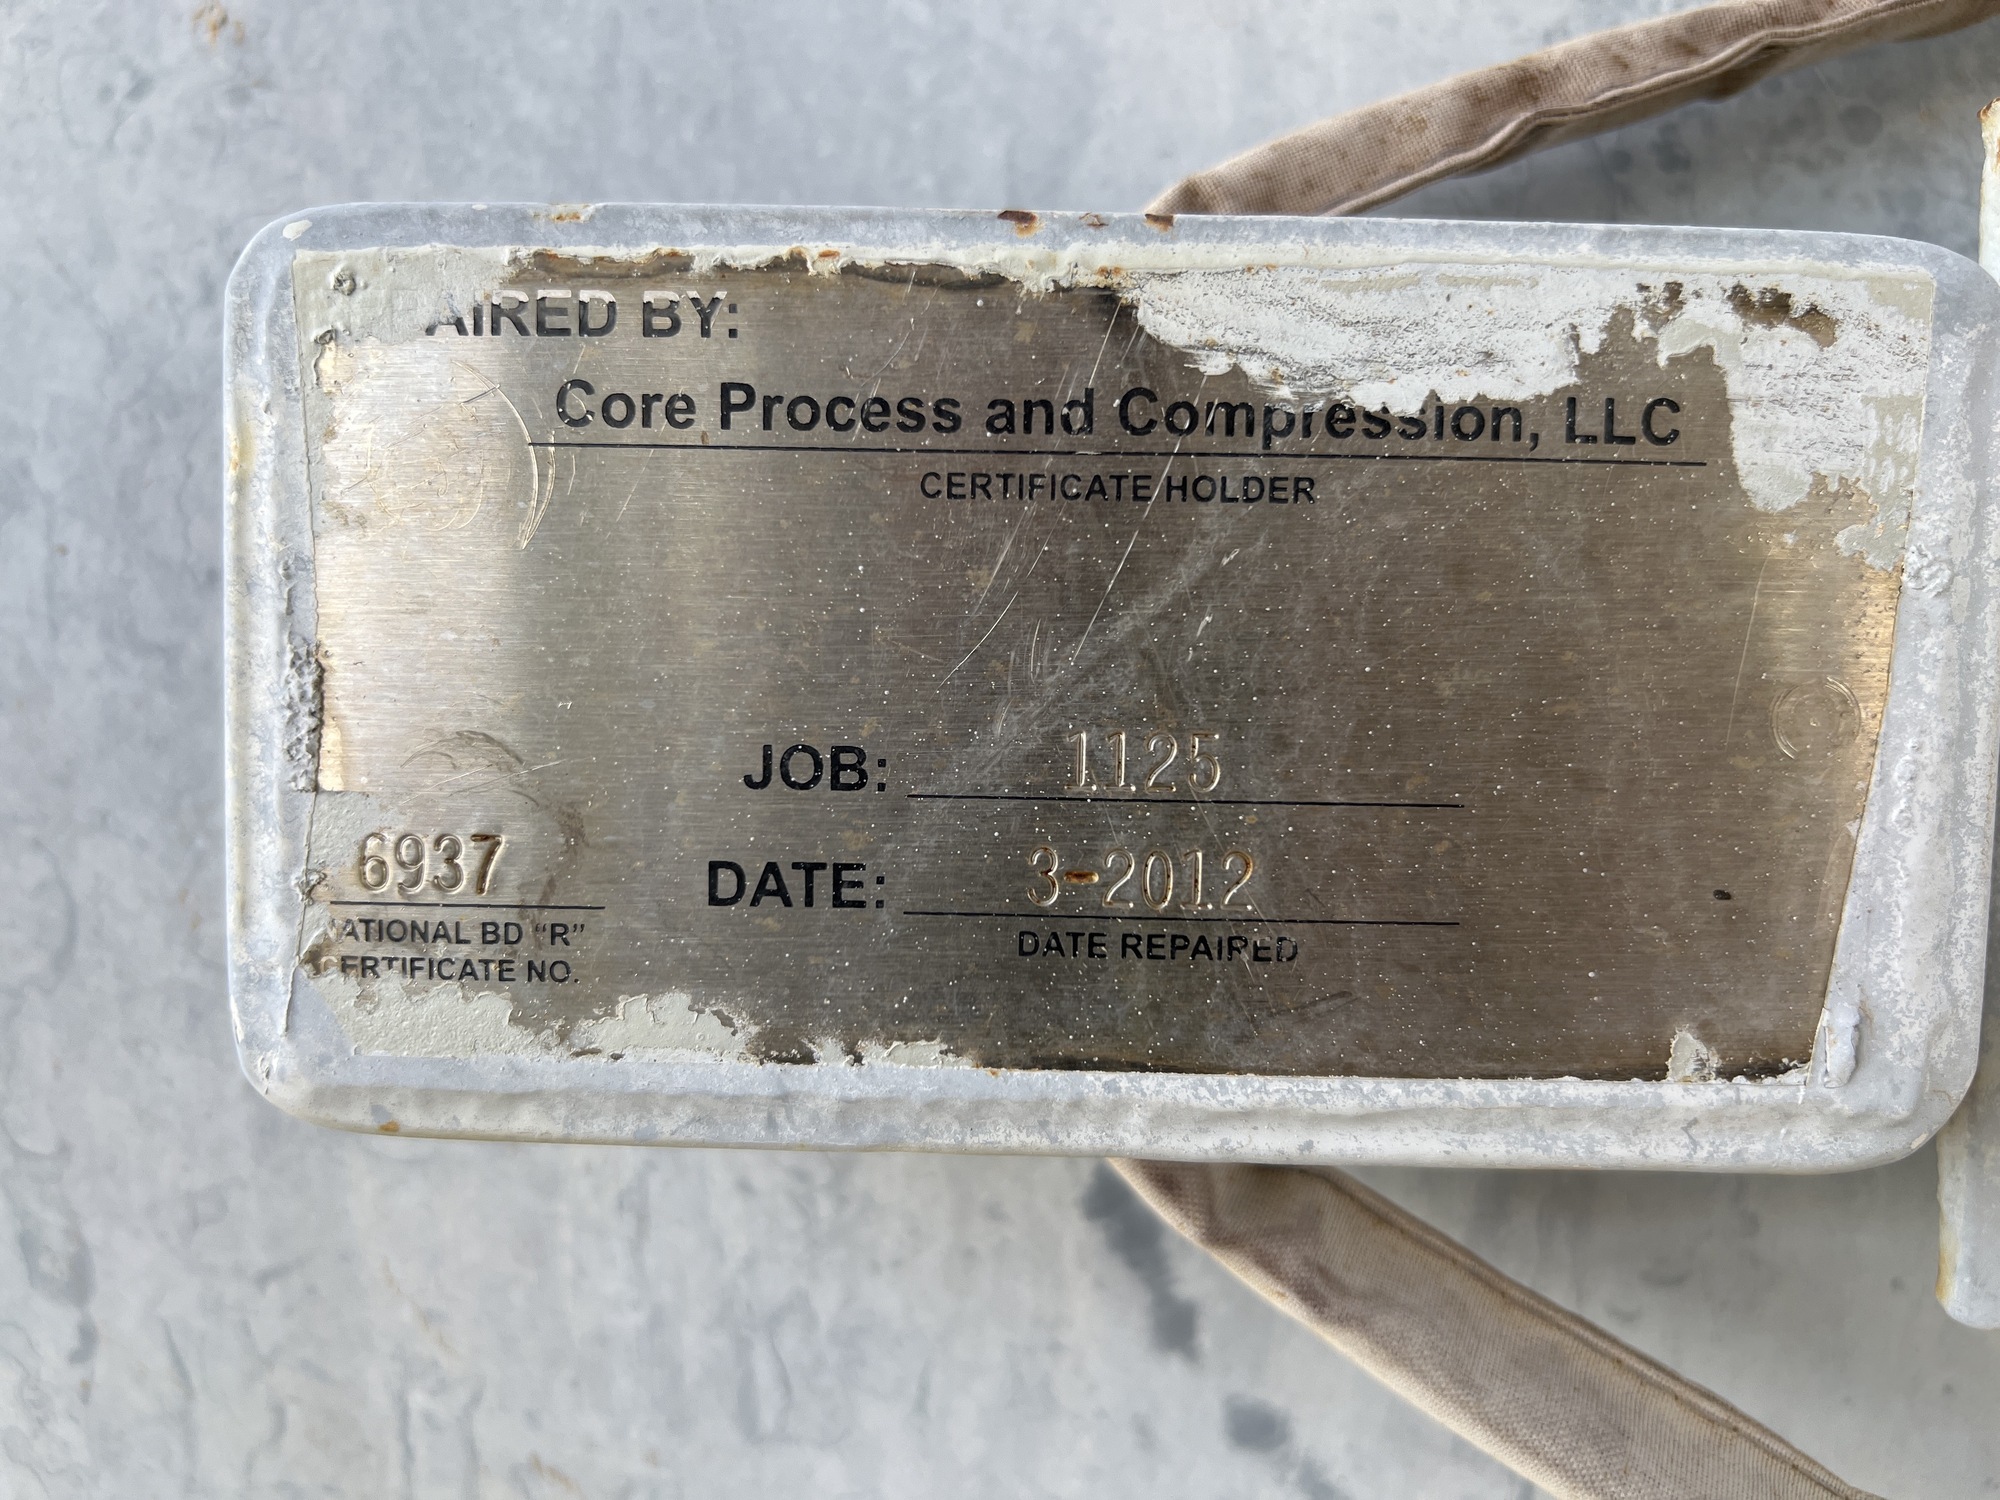 AIRED BY:
Core Process and Compression, LLC
CERTIFICATE HOLDER
JOB: 1125
6937
DATE: 3-2012
ATIONAL BD “R”
DATE REPAIRED
ERTIFICATE NO.